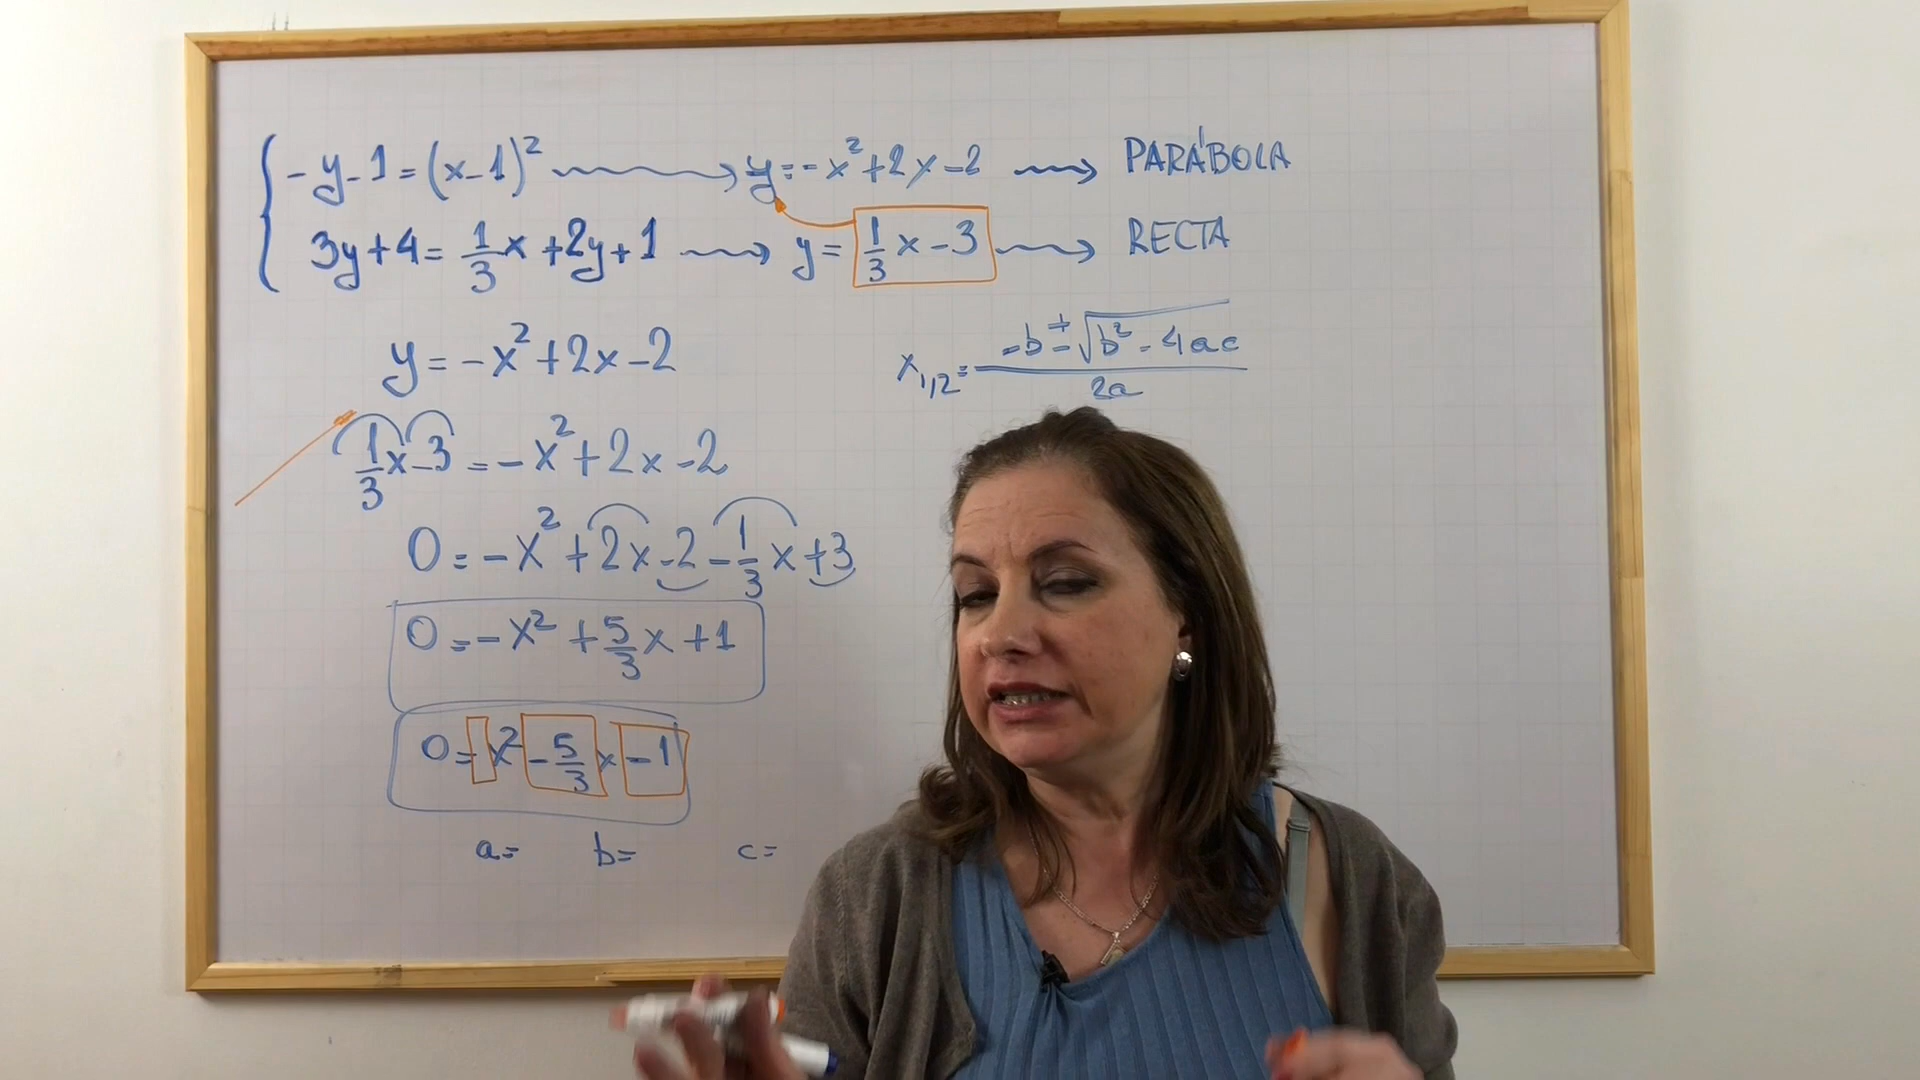 -y-1=(x-1)² → y=-x²+2x-2 → PARÁBOLA
3y+4=1/3x+2y+1 → y=1/3x-3 → RECTA
y=-x²+2x-2
x₁,₂=(-b±√(b²-4ac))/2a
1/3x-3=-x²+2x-2
0=-x²+2x-2-1/3x+3
0=-x²+5/3x+1
0=x²-5/3x-1
a= b= c=